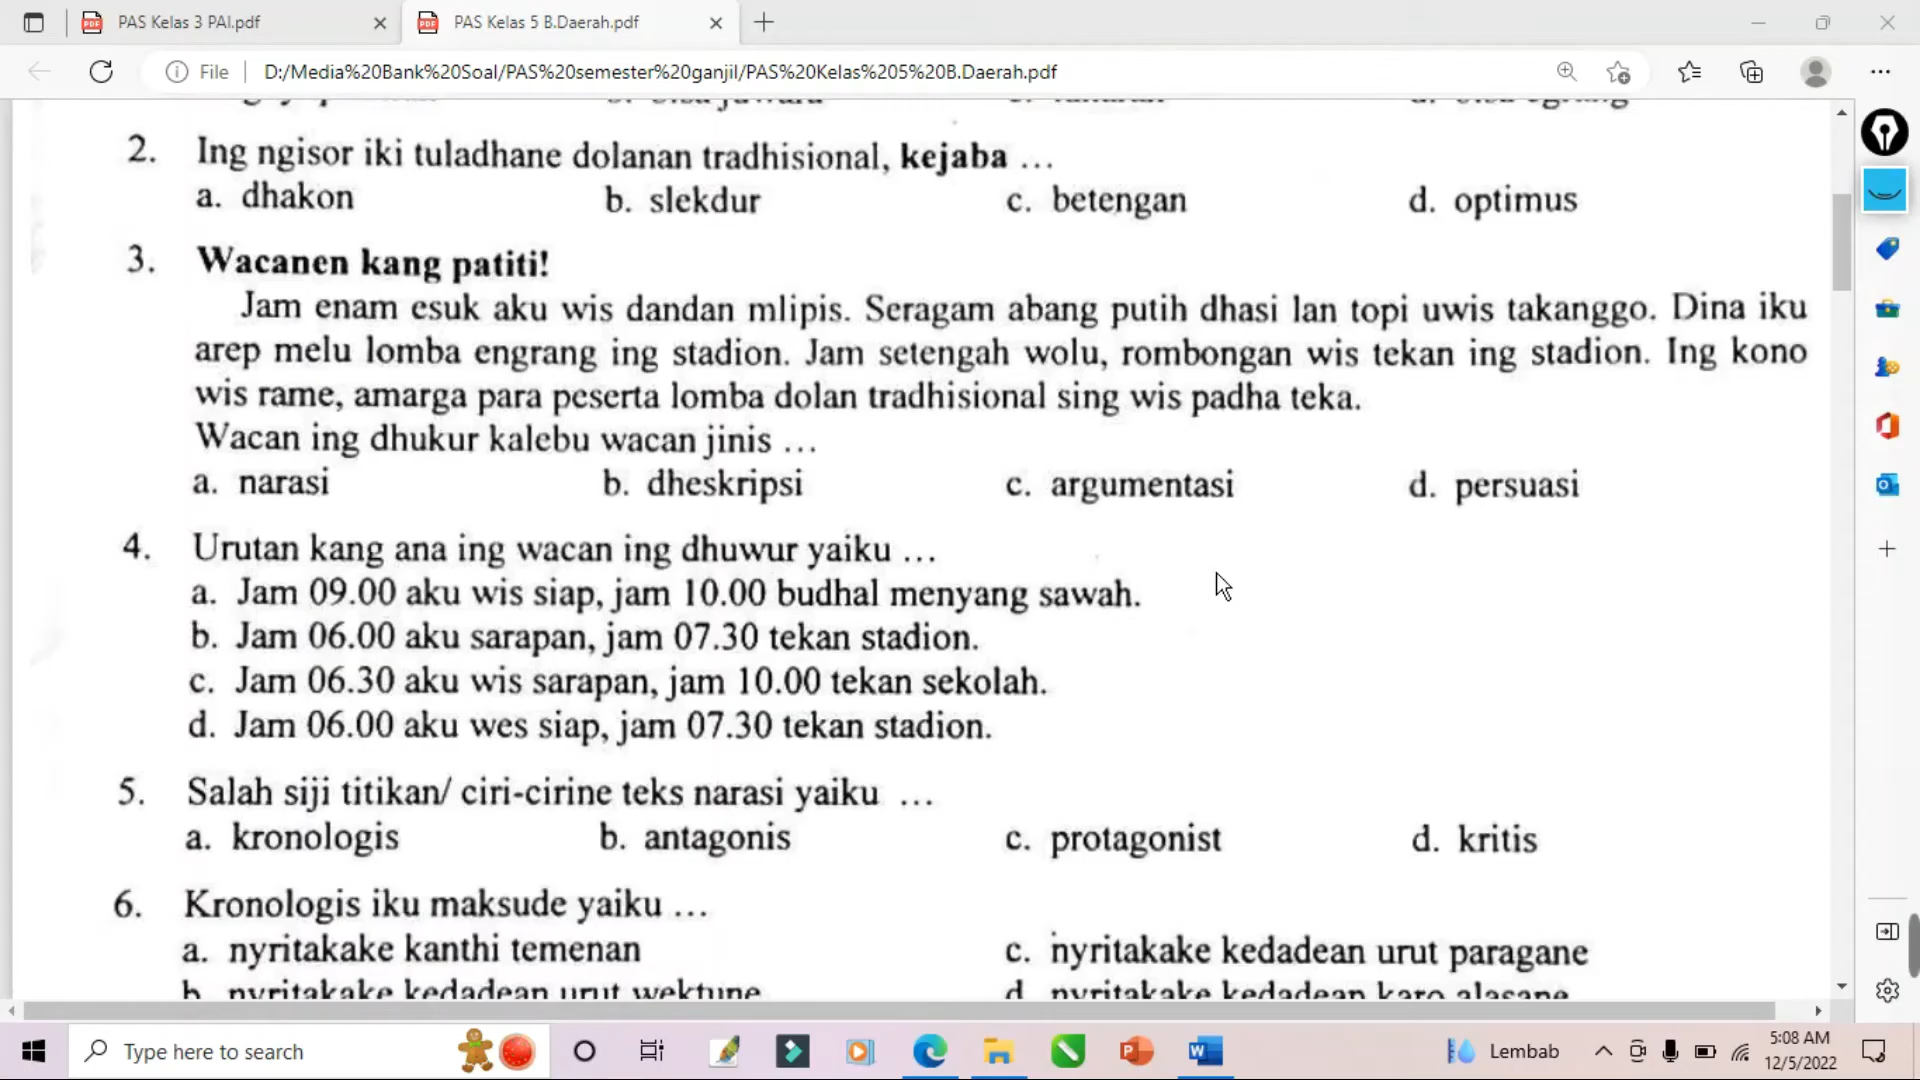 PAS Kelas 3 PAI.pdf
PAS Kelas 5 B.Daerah.pdf
File
D:/Media%20Bank%20Soal/PAS%20semester%20ganjil/PAS%20Kelas%205%20B.Daerah.pdf
2. Ing ngisor iki tuladhane dolanan tradhisional, kejaba ...
a. dhakon b. slekdur c. betengan d. optimus
3. Wacanen kang patiti!
Jam enam esuk aku wis dandan mlipis. Seragam abang putih dhasi lan topi uwis takanggo. Dina iku
arep melu lomba engrang ing stadion. Jam setengah wolu, rombongan wis tekan ing stadion. Ing kono
wis rame, amarga para peserta lomba dolan tradhisional sing wis padha teka.
Wacan ing dhukur kalebu wacan jinis ...
a. narasi b. dheskripsi c. argumentasi d. persuasi
4. Urutan kang ana ing wacan ing dhuwur yaiku ...
a. Jam 09.00 aku wis siap, jam 10.00 budhal menyang sawah.
b. Jam 06.00 aku sarapan, jam 07.30 tekan stadion.
c. Jam 06.30 aku wis sarapan, jam 10.00 tekan sekolah.
d. Jam 06.00 aku wes siap, jam 07.30 tekan stadion.
5. Salah siji titikan/ ciri-cirine teks narasi yaiku ...
a. kronologis b. antagonis c. protagonist d. kritis
6. Kronologis iku maksude yaiku ...
a. nyritakake kanthi temenan c. nyritakake kedadean urut paragane
b. nyritakake kedadean urut wektune d. nyritakake kedadean karo alasane
Type here to search
Lembab
5:08 AM
12/5/2022